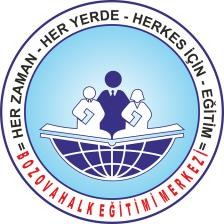 HER ZAMAN - HER YERDE - HERKES İÇİN - EĞİTİM
BOZOVA HALK EĞİTİMİ MERKEZİ